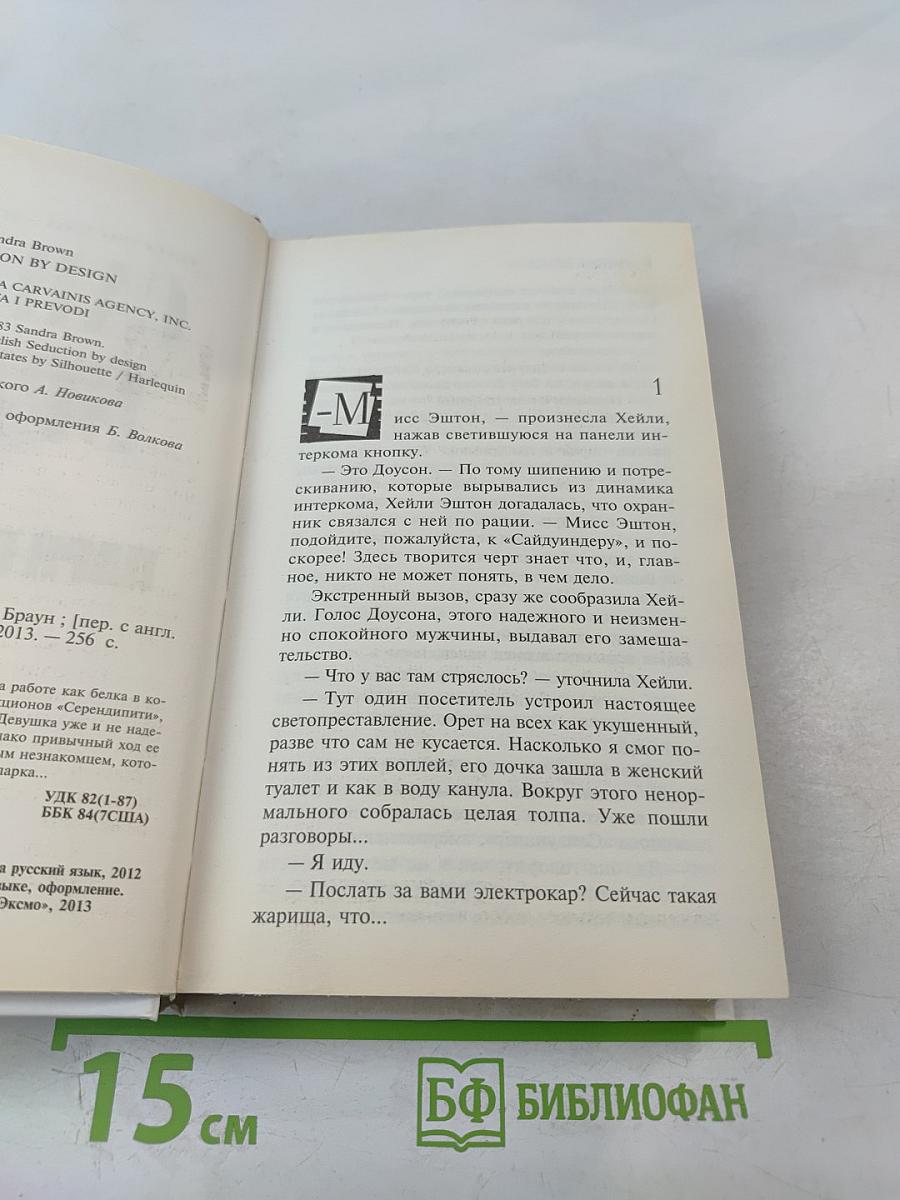 ndra Brown
ON BY DESIGN
A CARVAINIS AGENCY, INC.
A I PREVODI
83 Sandra Brown.
lish Seduction by design
tates by Silhouette / Harlequin
кого А. Новикова
оформления Б. Волкова
Браун ; [пер. с англ.
2013. — 256 с.
а работе как белка в ко-
кционов «Серендипити»,
Девушка уже и не наде-
нако привычный ход ее
ым незнакомцем, кото-
парка...
УДК 82(1-87)
ББК 84(7США)
а русский язык, 2012
зыке, оформление.
Эксмо», 2013
1
–Мисс Эштон, — произнесла Хейли,
нажав светившуюся на панели ин-
теркома кнопку.
— Это Доусон. — По тому шипению и потре-
скиванию, которые вырывались из динамика
интеркома, Хейли Эштон догадалась, что охран-
ник связался с ней по рации. — Мисс Эштон,
подойдите, пожалуйста, к «Сайдуиндеру», и по-
скорее! Здесь творится черт знает что, и, глав-
ное, никто не может понять, в чем дело.
Экстренный вызов, сразу же сообразила Хей-
ли. Голос Доусона, этого надежного и неизмен-
но спокойного мужчины, выдавал его замеша-
тельство.
— Что у вас там стряслось? — уточнила Хейли.
— Тут один посетитель устроил настоящее
светопреставление. Орет на всех как укушенный,
разве что сам не кусается. Насколько я смог по-
нять из этих воплей, его дочка зашла в женский
туалет и как в воду канула. Вокруг этого ненор-
мального собралась целая толпа. Уже пошли
разговоры...
— Я иду.
— Послать за вами электрокар? Сейчас такая
жарища, что...
15 см
БФ БИБЛИОФАН